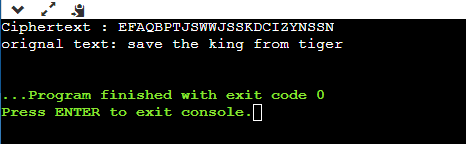 Ciphertext : EFAQBPTJSWWJSSKDCIZYNSSN
orignal text: save the king from tiger
...Program finished with exit code 0
Press ENTER to exit console.